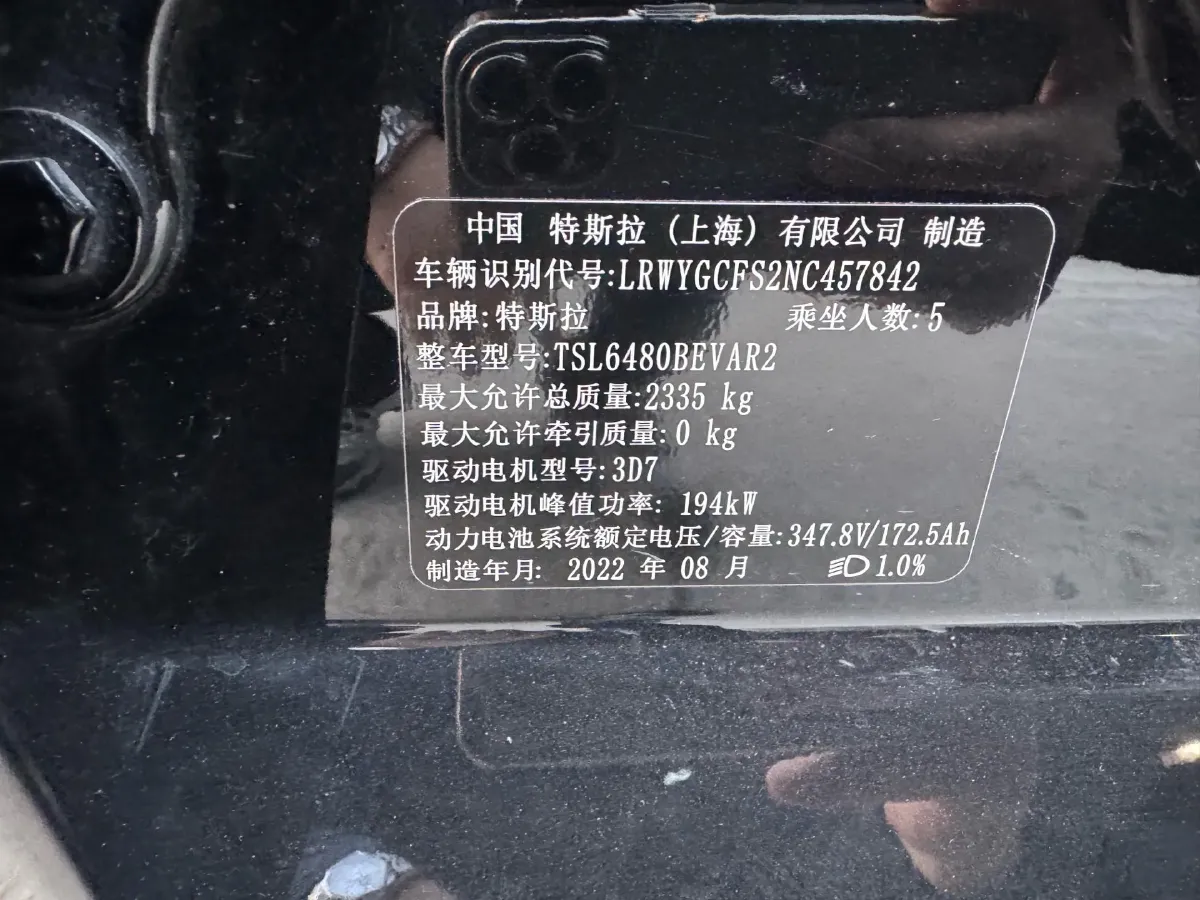 中国 特斯拉（上海）有限公司 制造
车辆识别代号:LRWYGCFS2NC457842
品牌:特斯拉 乘坐人数:5
整车型号:TSL6480BEVAR2
最大允许总质量:2335 kg
最大允许牵引质量:0 kg
驱动电机型号:3D7
驱动电机峰值功率: 194kW
动力电池系统额定电压/容量:347.8V/172.5Ah
制造年月: 2022 年 08 月 1.0%